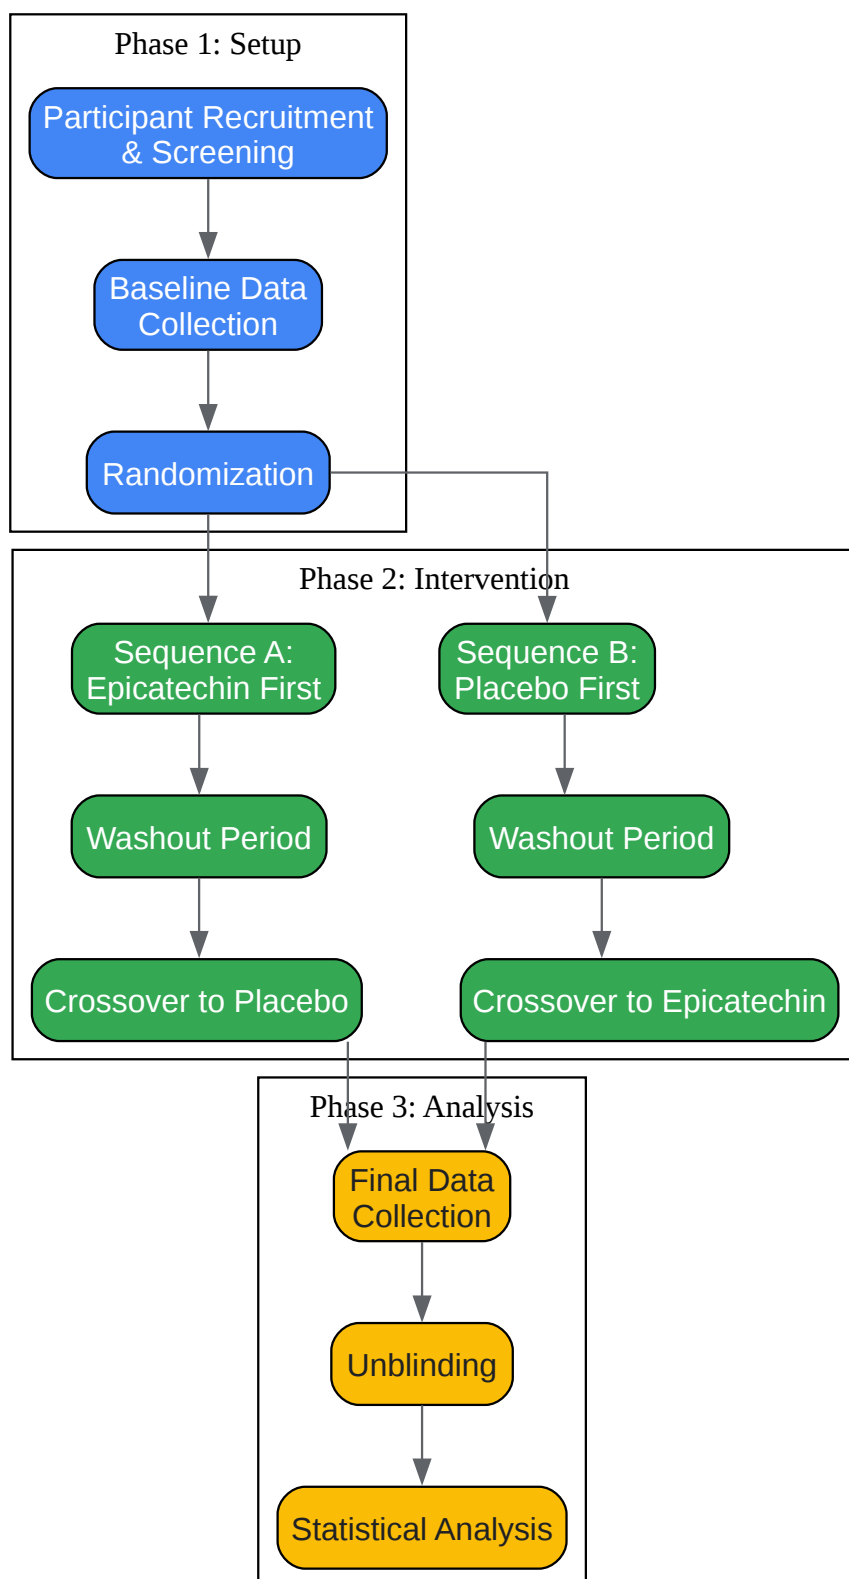 Phase 1: Setup
Participant Recruitment
& Screening
Baseline Data
Collection
Randomization
Phase 2: Intervention
Sequence A:
Epicatechin First
Sequence B:
Placebo First
Washout Period
Washout Period
Crossover to Placebo
Crossover to Epicatechin
Phase 3: Analysis
Final Data
Collection
Unblinding
Statistical Analysis